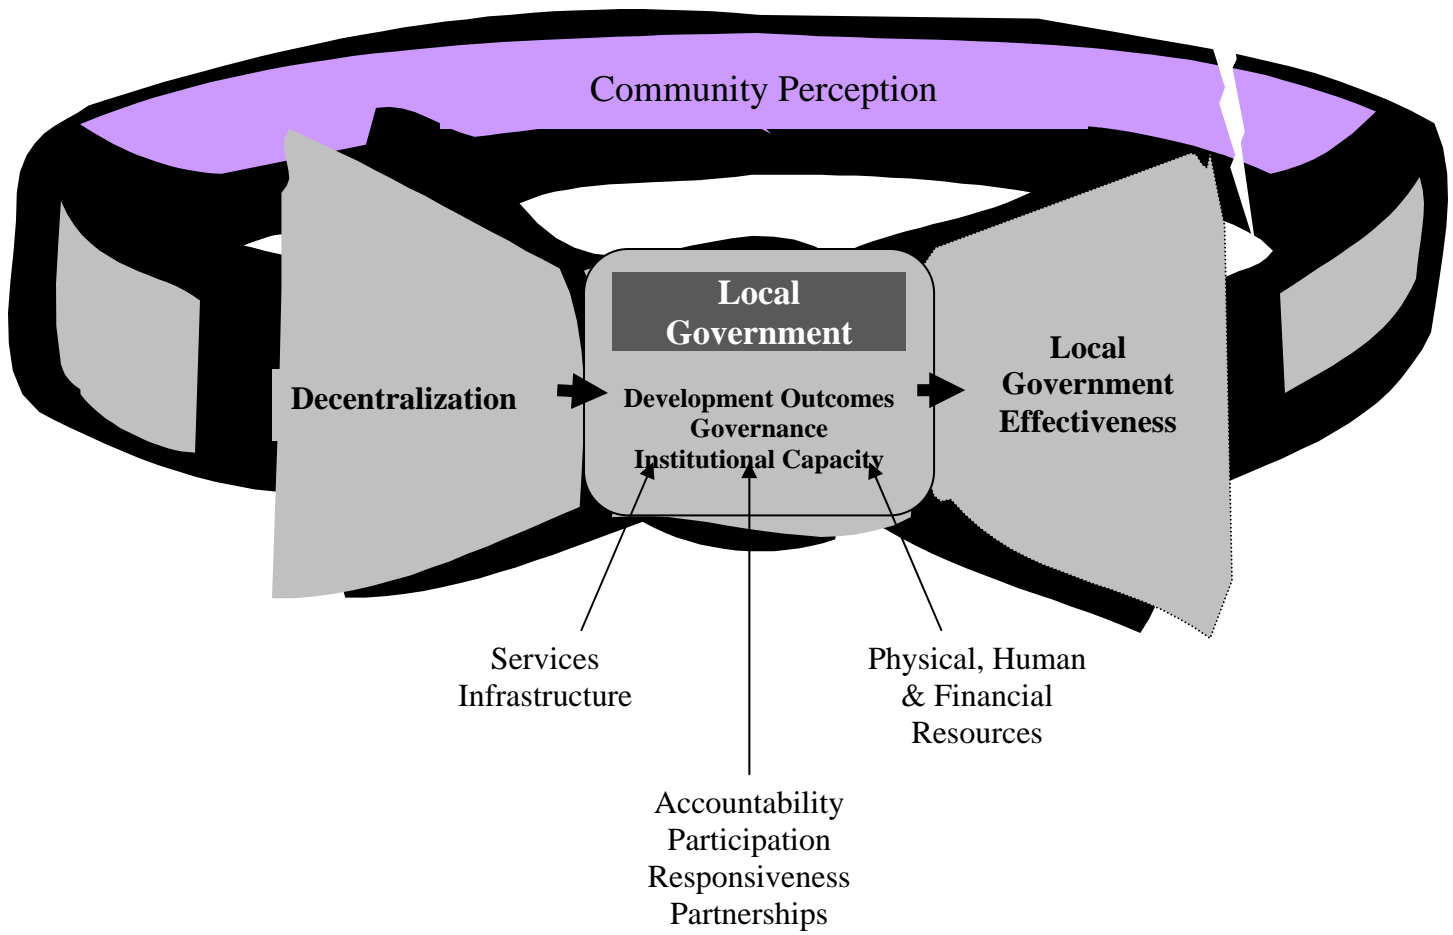 Community Perception
Local
Government
Decentralization
Development Outcomes
Governance
Institutional Capacity
Local
Government
Effectiveness
Services
Infrastructure
Physical, Human
& Financial
Resources
Accountability
Participation
Responsiveness
Partnerships